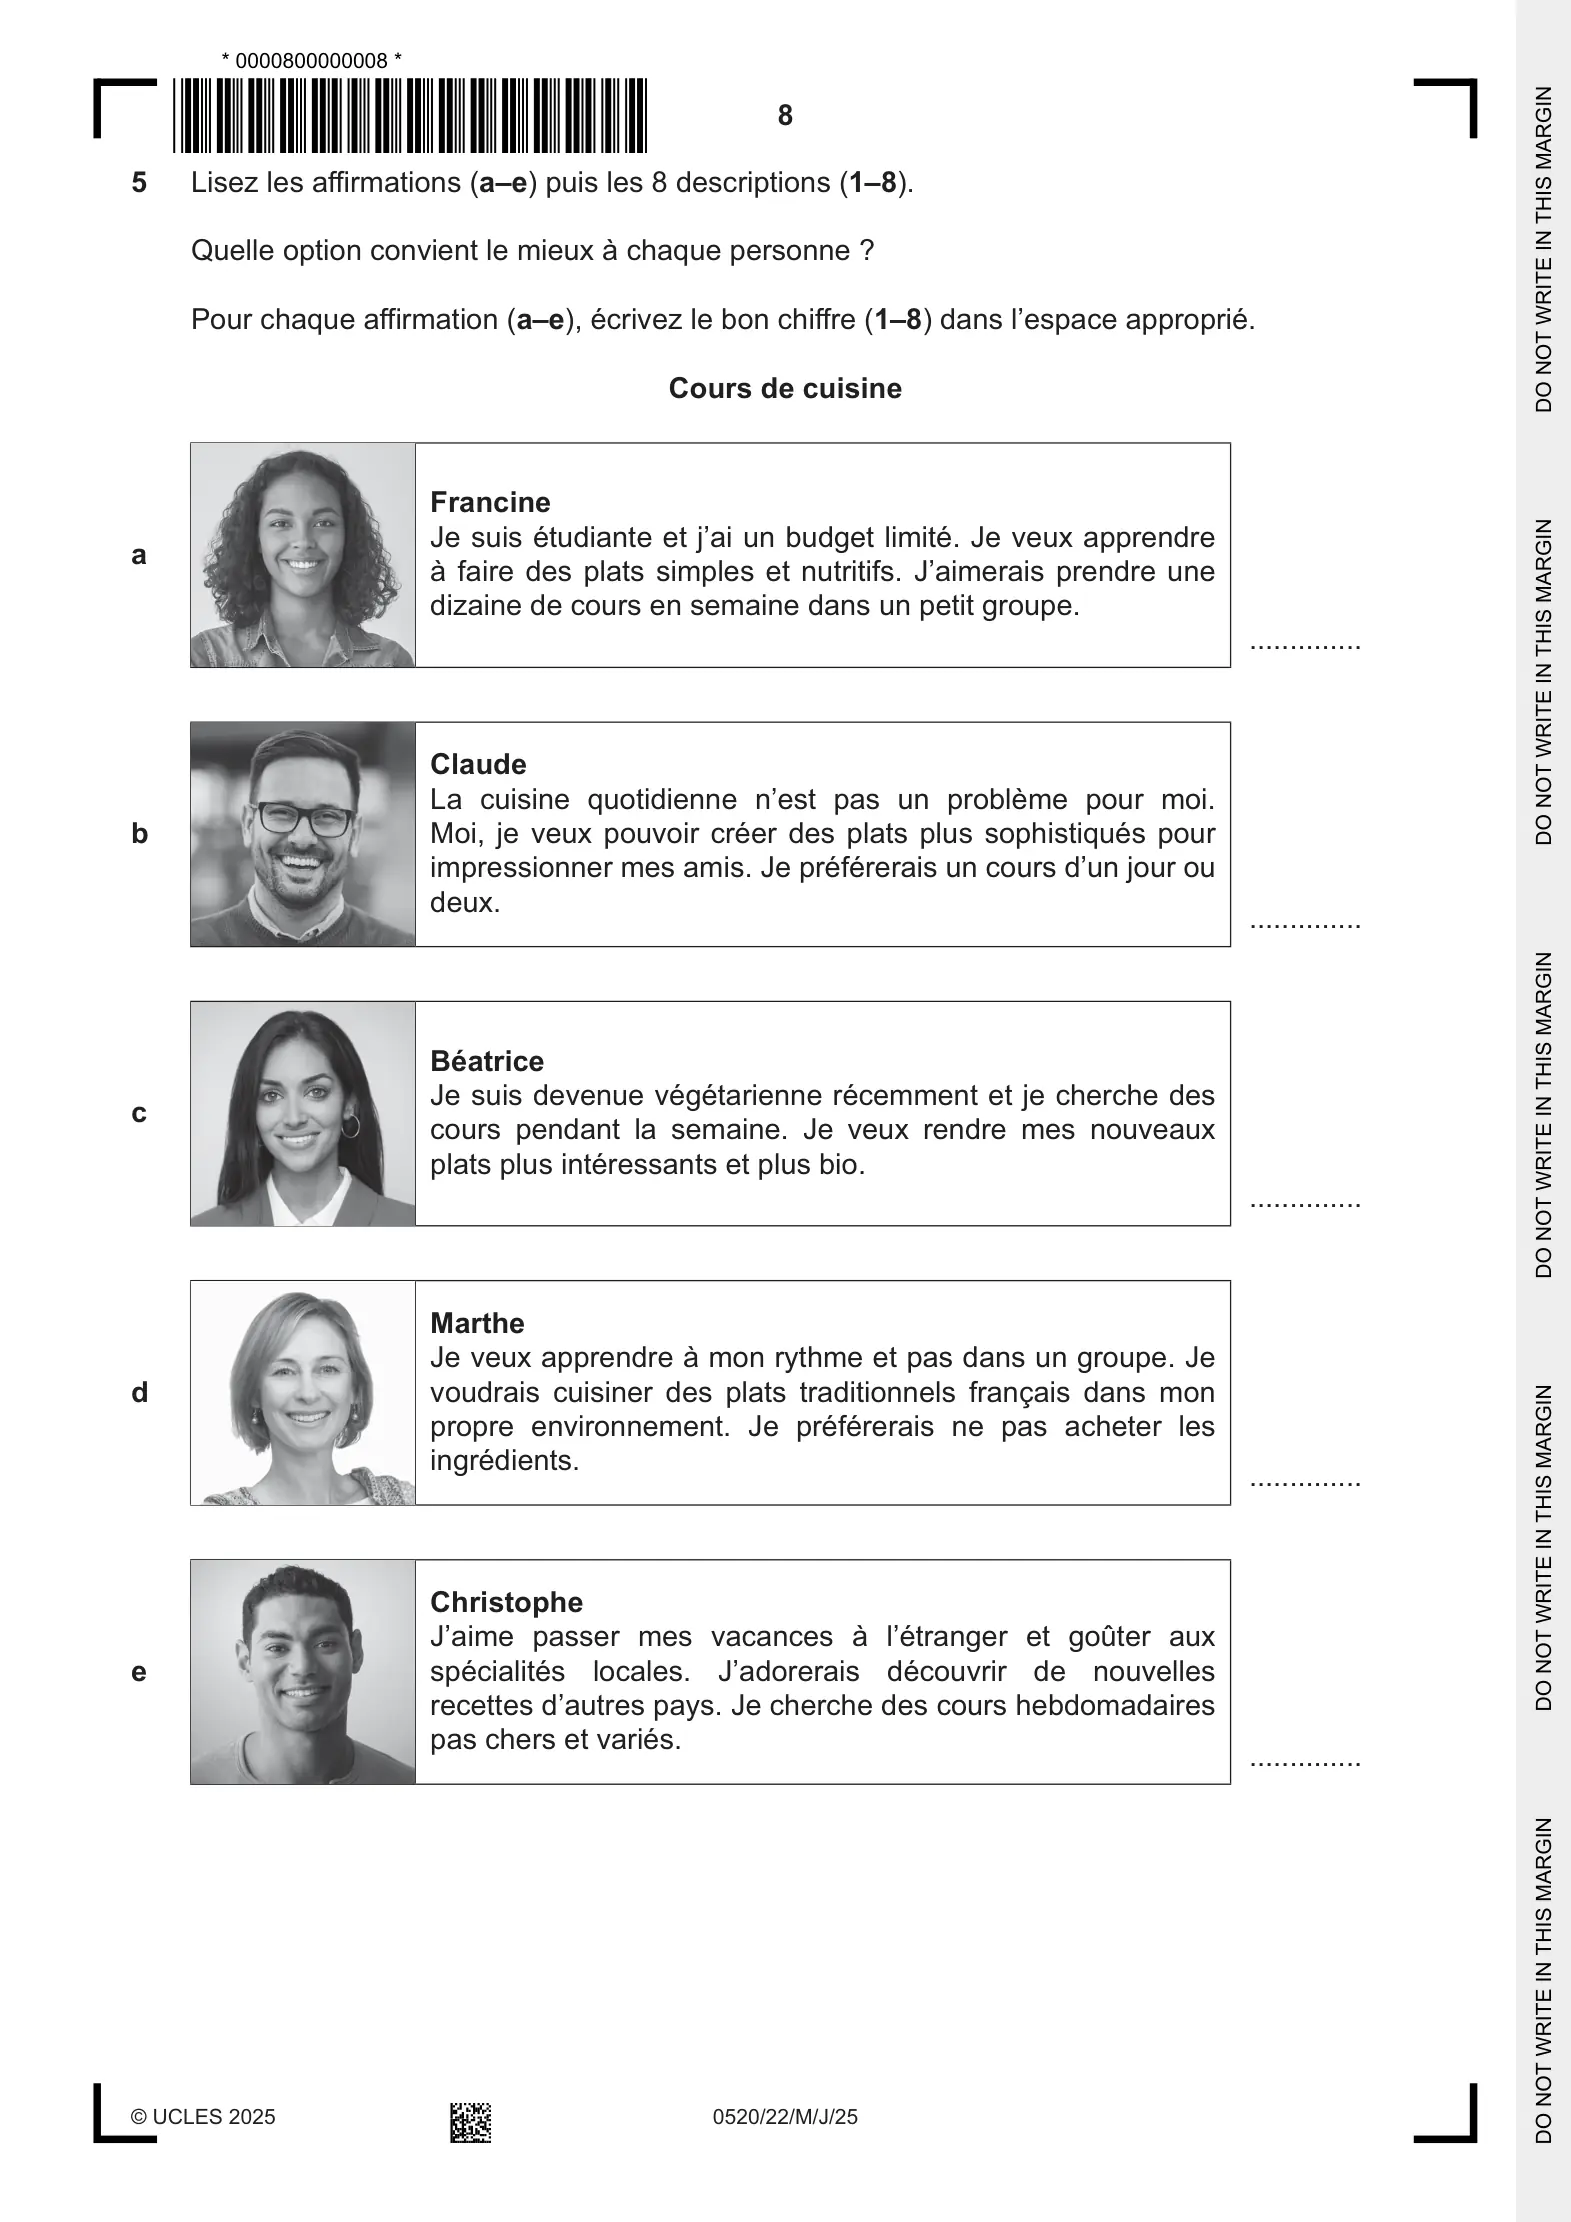 * 0000800000008 *
8
5 Lisez les affirmations (a–e) puis les 8 descriptions (1–8).
Quelle option convient le mieux à chaque personne ?
Pour chaque affirmation (a–e), écrivez le bon chiffre (1–8) dans l’espace approprié.
Cours de cuisine
a
Francine
Je suis étudiante et j’ai un budget limité. Je veux apprendre
à faire des plats simples et nutritifs. J’aimerais prendre une
dizaine de cours en semaine dans un petit groupe.
..............
b
Claude
La cuisine quotidienne n’est pas un problème pour moi.
Moi, je veux pouvoir créer des plats plus sophistiqués pour
impressionner mes amis. Je préférerais un cours d’un jour ou
deux.
..............
c
Béatrice
Je suis devenue végétarienne récemment et je cherche des
cours pendant la semaine. Je veux rendre mes nouveaux
plats plus intéressants et plus bio.
..............
d
Marthe
Je veux apprendre à mon rythme et pas dans un groupe. Je
voudrais cuisiner des plats traditionnels français dans mon
propre environnement. Je préférerais ne pas acheter les
ingrédients.
..............
e
Christophe
J’aime passer mes vacances à l’étranger et goûter aux
spécialités locales. J’adorerais découvrir de nouvelles
recettes d’autres pays. Je cherche des cours hebdomadaires
pas chers et variés.
..............
© UCLES 2025
0520/22/M/J/25
DO NOT WRITE IN THIS MARGIN
DO NOT WRITE IN THIS MARGIN
DO NOT WRITE IN THIS MARGIN
DO NOT WRITE IN THIS MARGIN
DO NOT WRITE IN THIS MARGIN